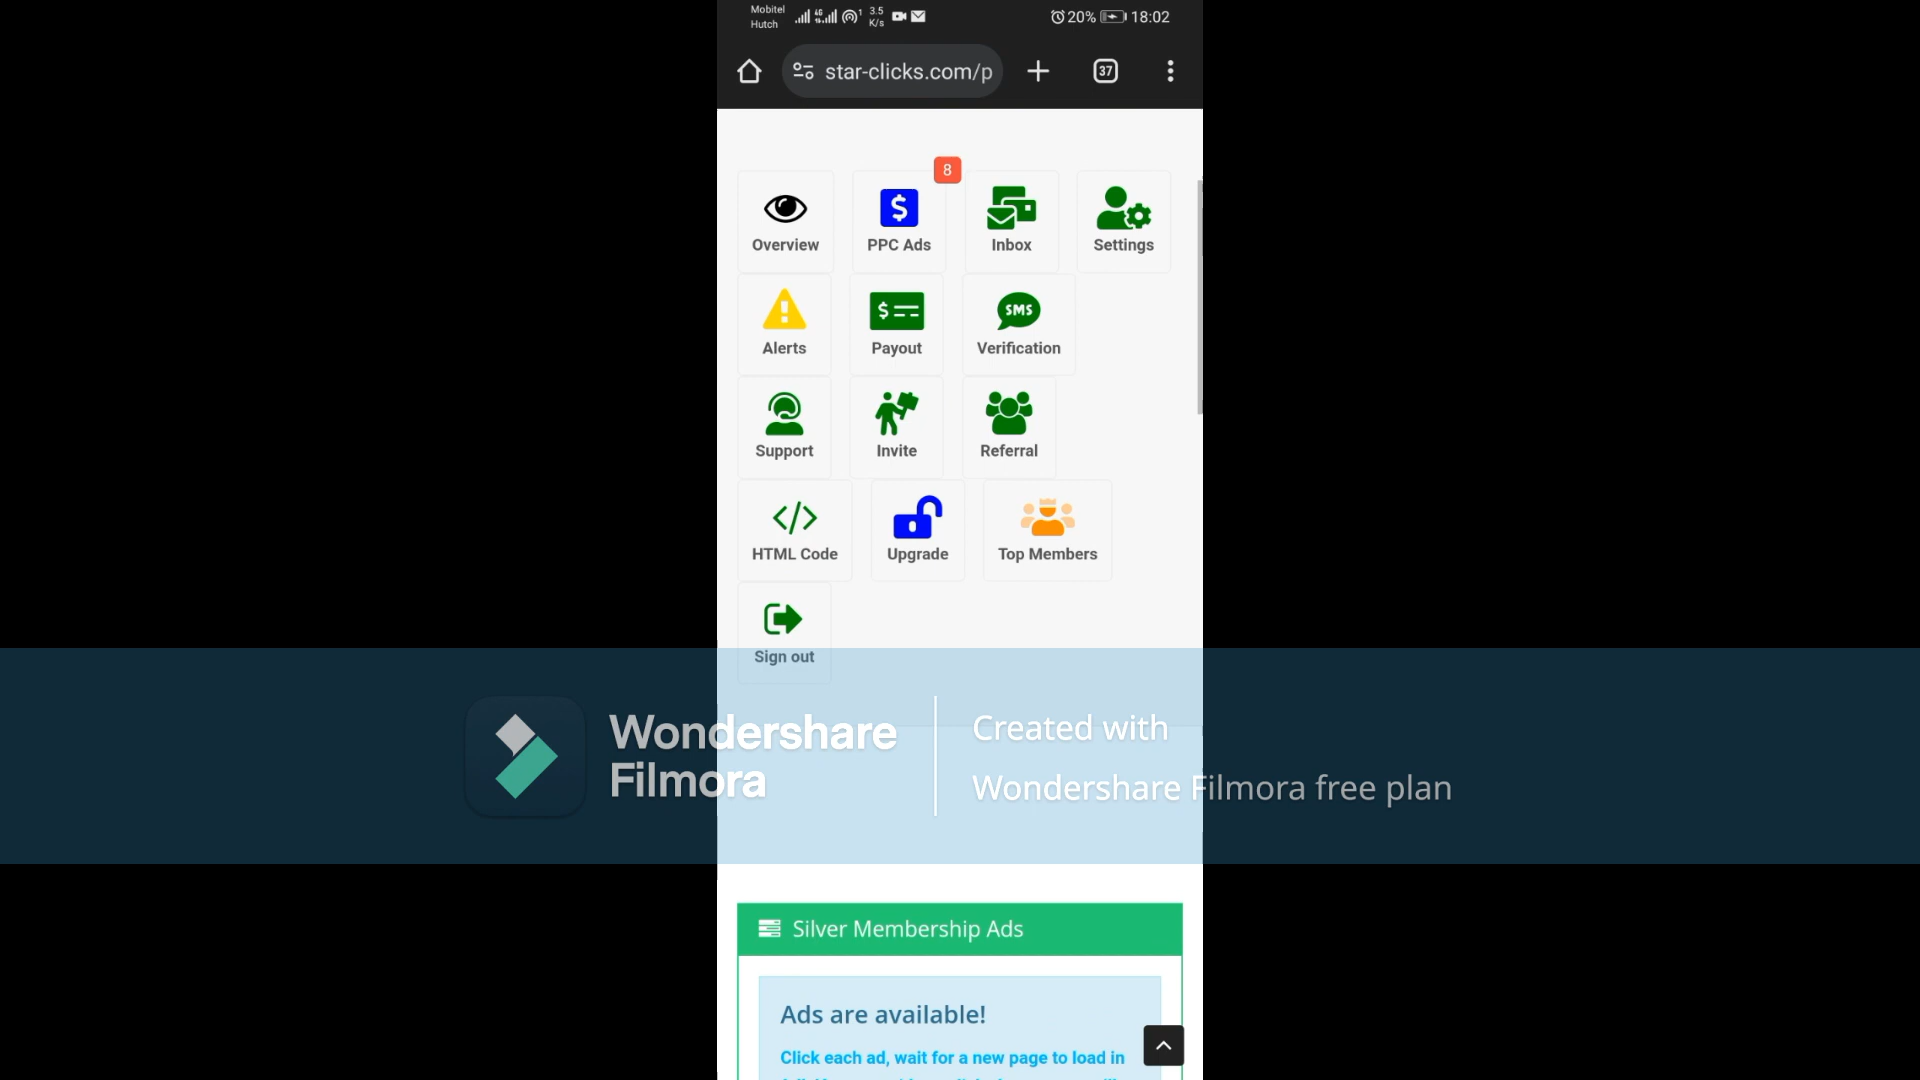 Mobitel
Hutch
4G
1
3.5
K/s
20%
18:02
star-clicks.com/p
37
8
$
Overview
PPC Ads
Inbox
Settings
$
SMS
Alerts
Payout
Verification
Support
Invite
Referral
</>
HTML Code
Upgrade
Top Members
Sign out
Wondershare
Filmora
Created with
Wondershare Filmora free plan
Silver Membership Ads
Ads are available!
Click each ad, wait for a new page to load in